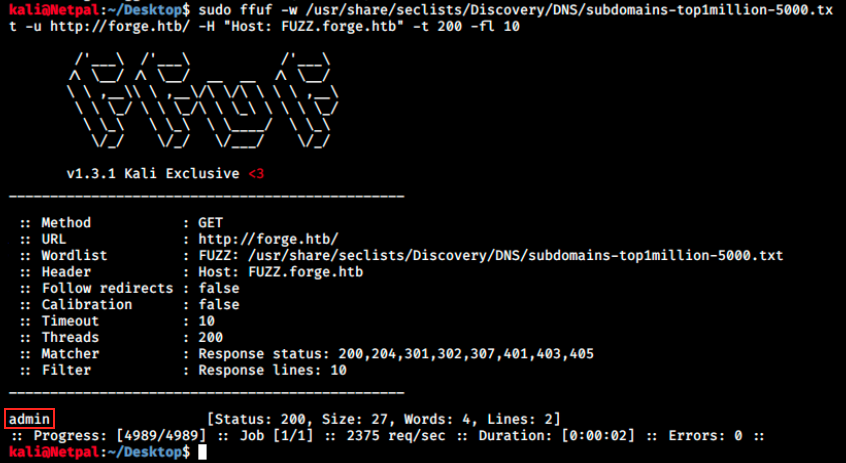 kali@Netpal:~/Desktop$ sudo ffuf -w /usr/share/seclists/Discovery/DNS/subdomains-top1million-5000.tx
t -u http://forge.htb/ -H "Host: FUZZ.forge.htb" -t 200 -fl 10
v1.3.1 Kali Exclusive <3
:: Method : GET
:: URL : http://forge.htb/
:: Wordlist : FUZZ: /usr/share/seclists/Discovery/DNS/subdomains-top1million-5000.txt
:: Header : Host: FUZZ.forge.htb
:: Follow redirects : false
:: Calibration : false
:: Timeout : 10
:: Threads : 200
:: Matcher : Response status: 200,204,301,302,307,401,403,405
:: Filter : Response lines: 10
admin [Status: 200, Size: 27, Words: 4, Lines: 2]
:: Progress: [4989/4989] :: Job [1/1] :: 2375 req/sec :: Duration: [0:00:02] :: Errors: 0 ::
kali@Netpal:~/Desktop$